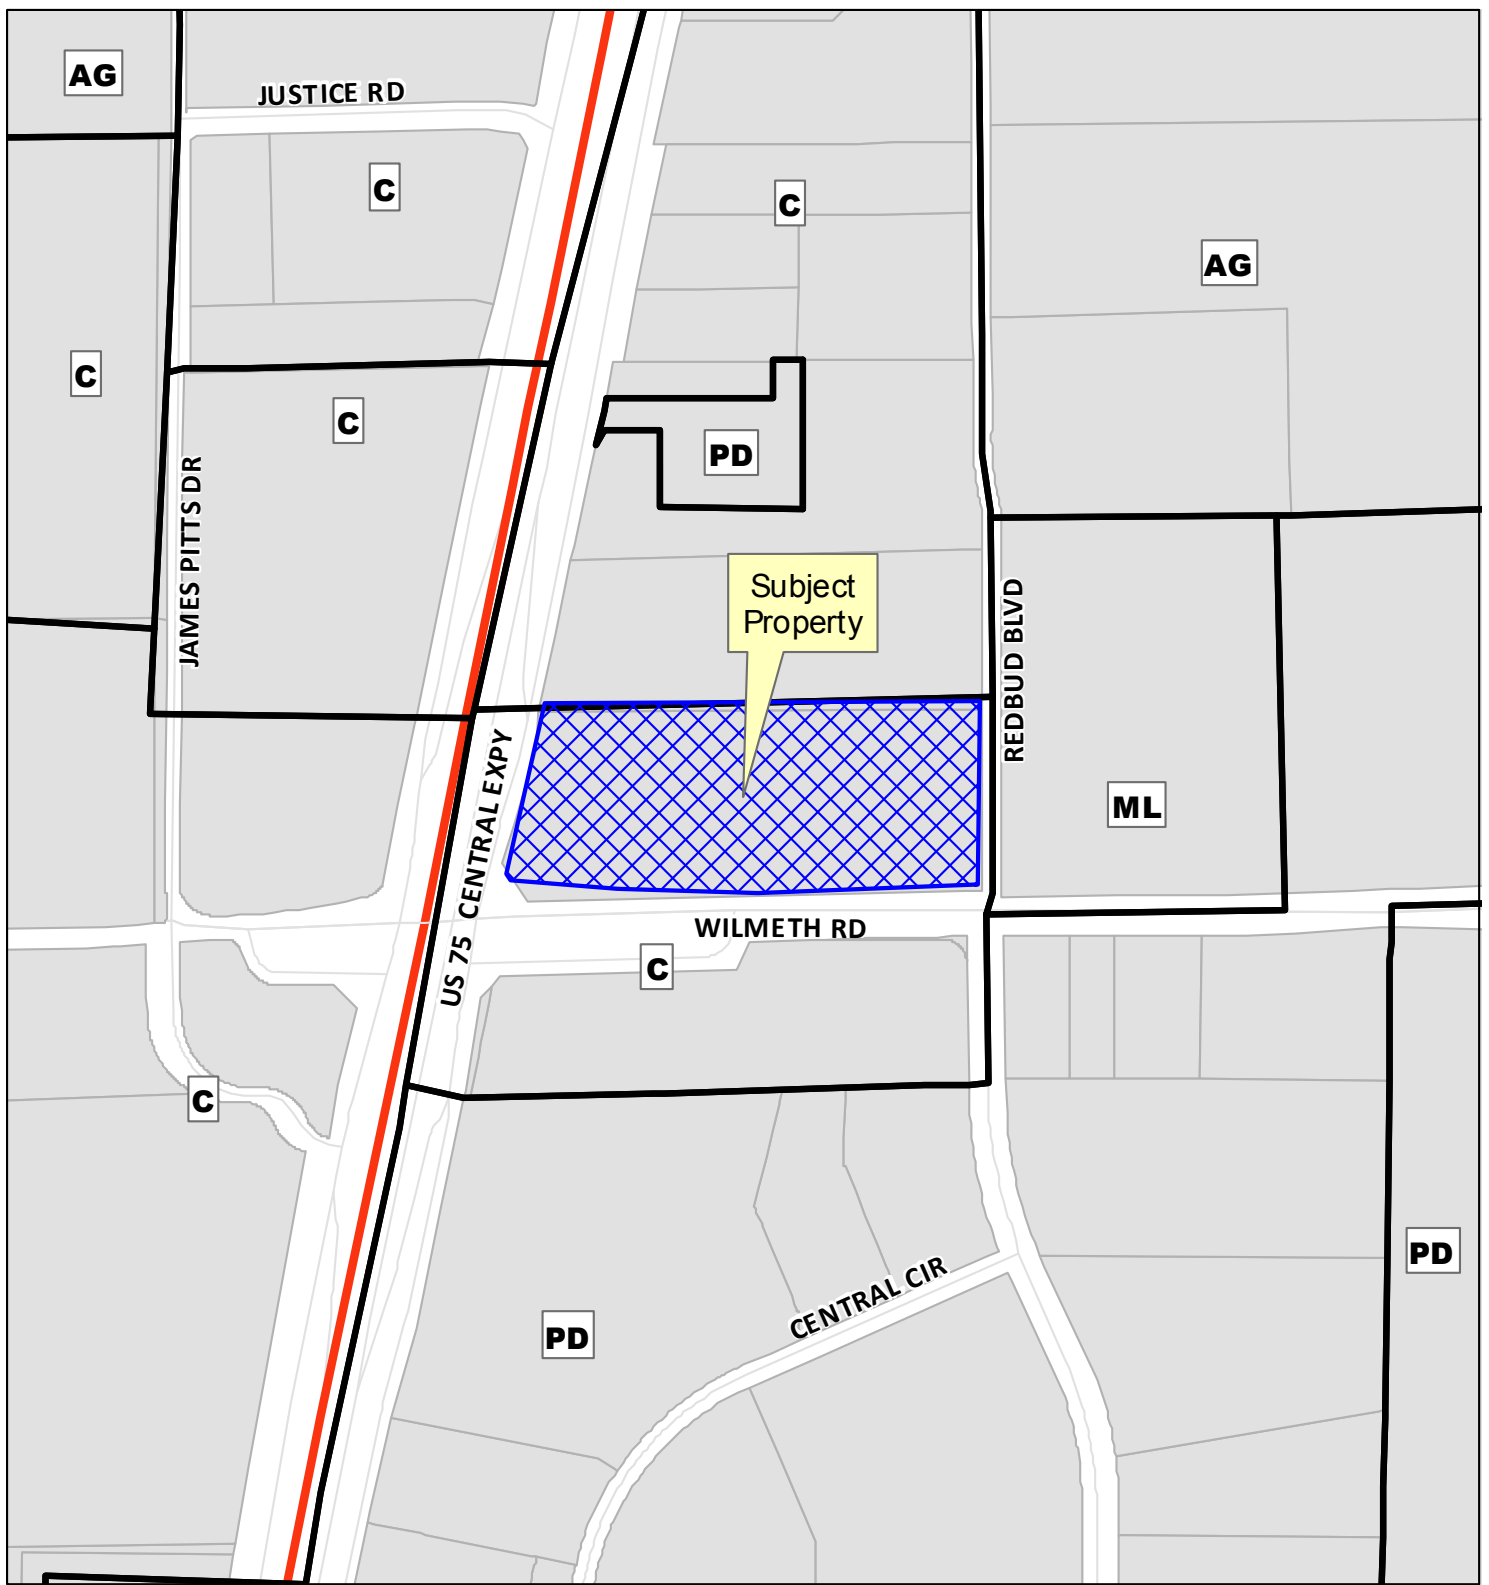 AG
JUSTICE RD
C
C
AG
C
C
PD
JAMES PITTS DR
Subject
Property
REDBUD BLVD
ML
US 75 CENTRAL EXPY
WILMETH RD
C
C
PD
CENTRAL CIR
PD